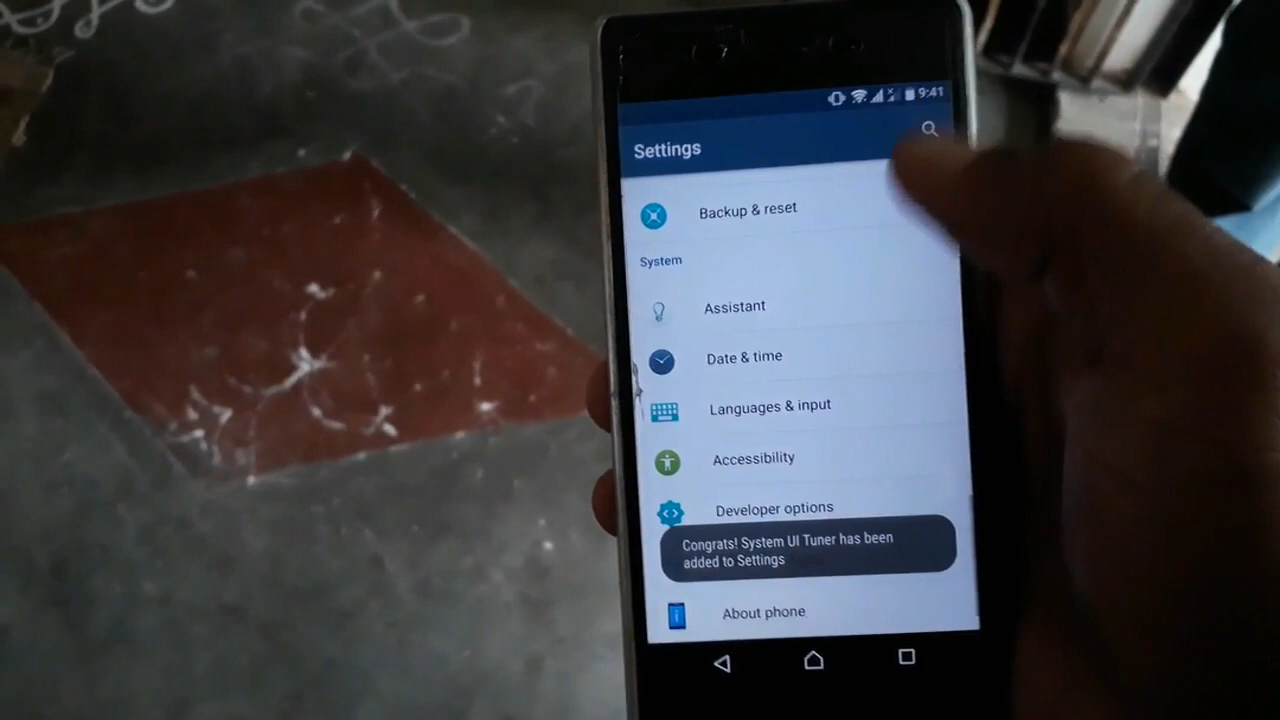 9:41
Settings
Backup & reset
System
Assistant
Date & time
Languages & input
Accessibility
Developer options
Congrats! System UI Tuner has been
added to Settings
About phone